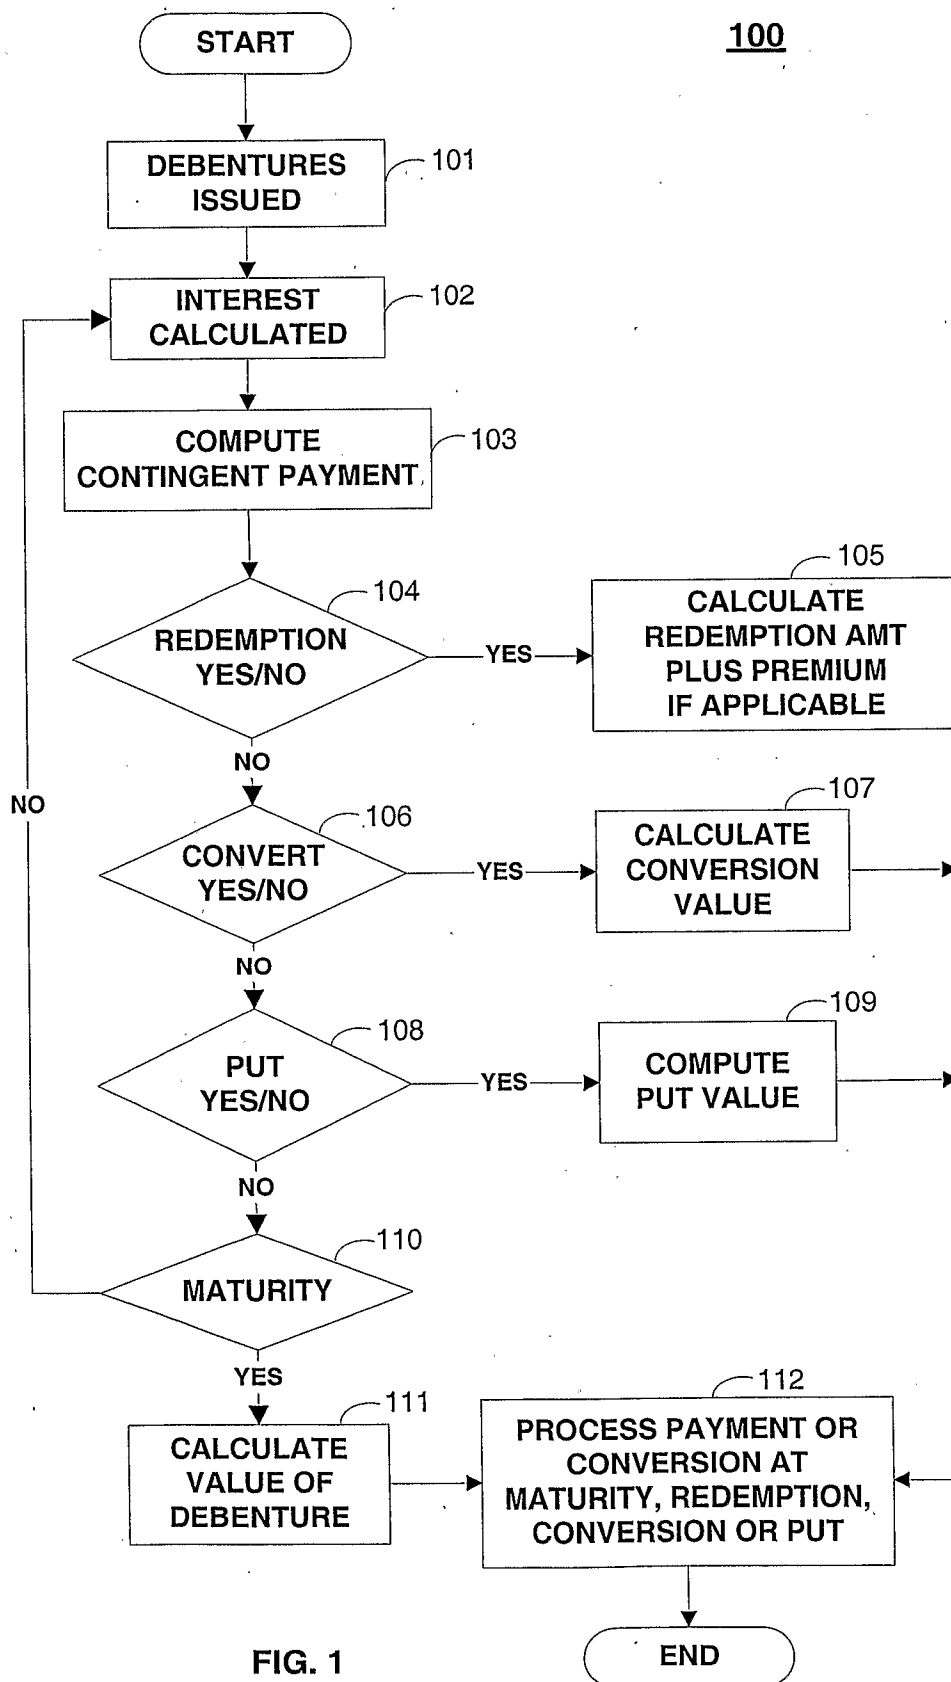 START
100
DEBENTURES
ISSUED
101
INTEREST
CALCULATED
102
COMPUTE
CONTINGENT PAYMENT
103
REDEMPTION
YES/NO
104
YES
CALCULATE
REDEMPTION AMT
PLUS PREMIUM
IF APPLICABLE
105
NO
NO
CONVERT
YES/NO
106
YES
CALCULATE
CONVERSION
VALUE
107
NO
PUT
YES/NO
108
YES
COMPUTE
PUT VALUE
109
NO
MATURITY
110
YES
CALCULATE
VALUE OF
DEBENTURE
111
PROCESS PAYMENT OR
CONVERSION AT
MATURITY, REDEMPTION,
CONVERSION OR PUT
112
END
FIG. 1